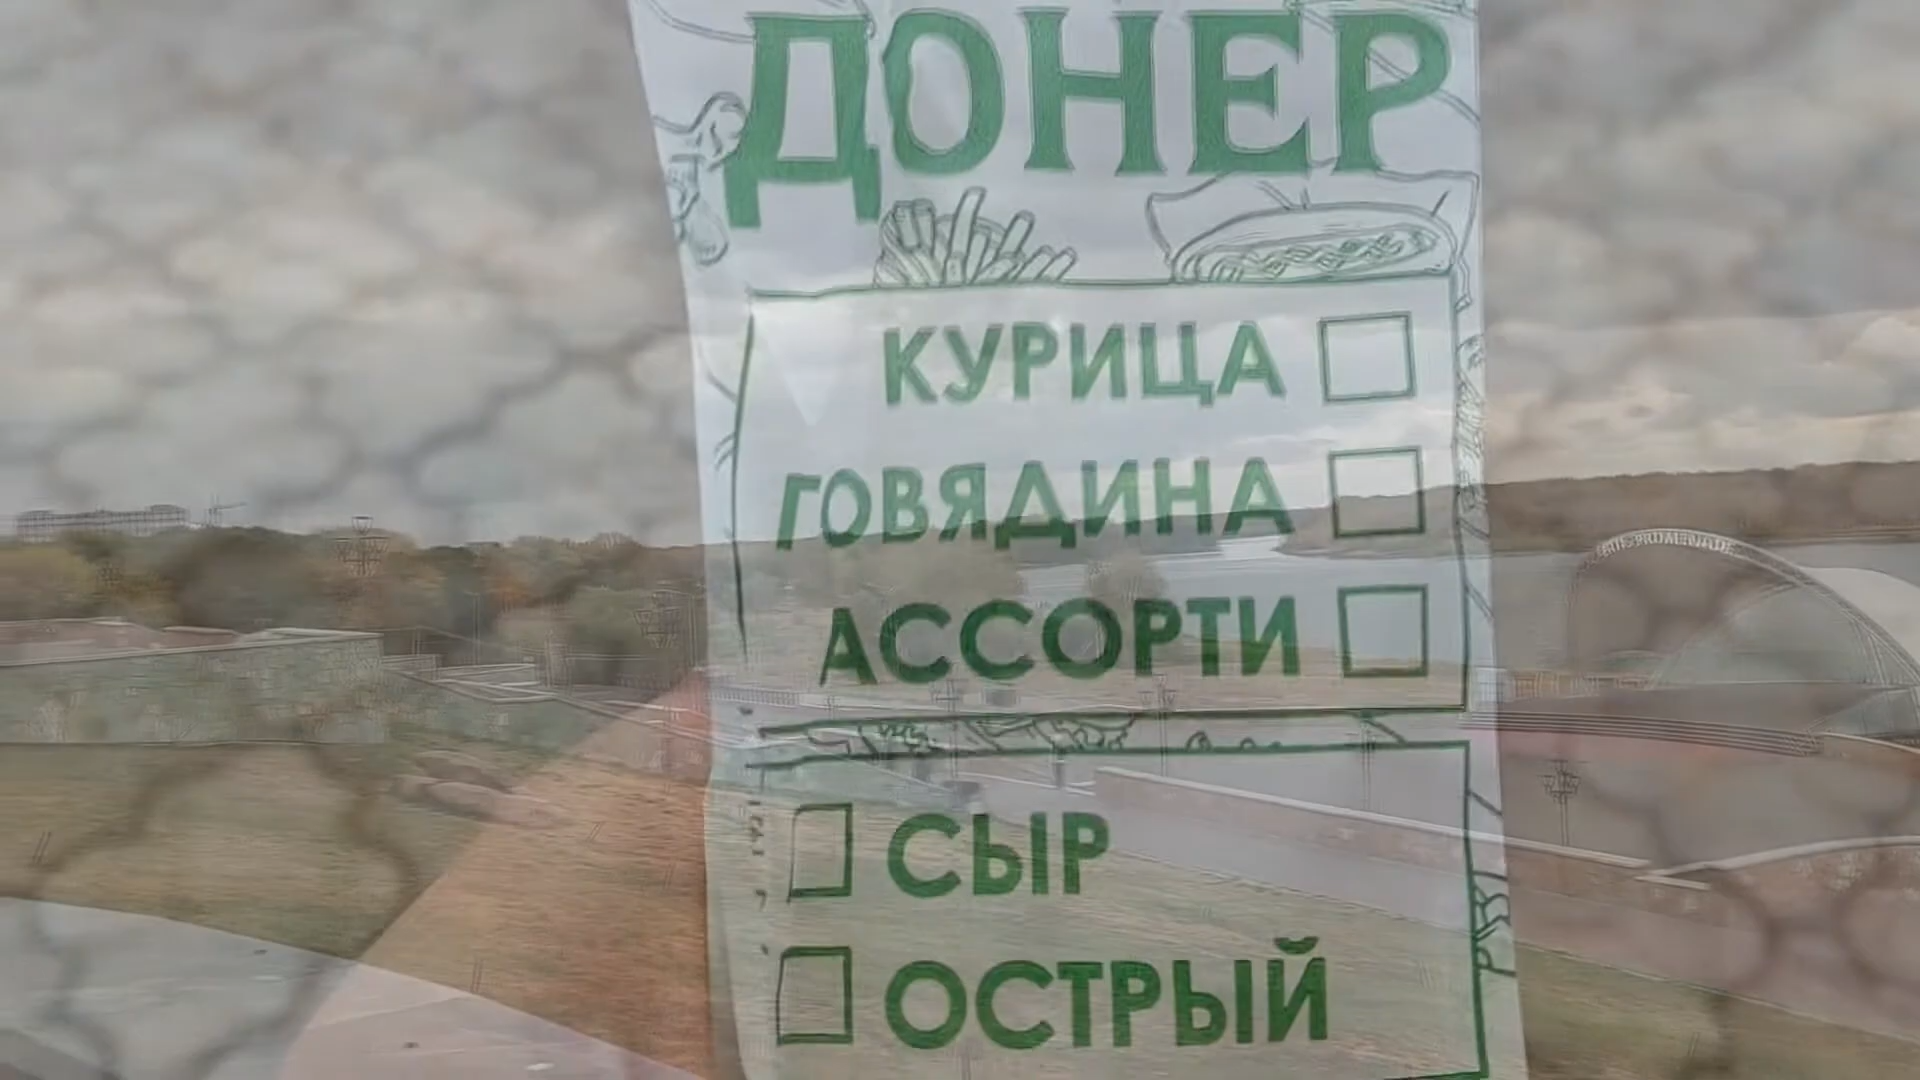 ДОНЕР
КУРИЦА
ГОВЯДИНА
АССОРТИ
СЫР
ОСТРЫЙ